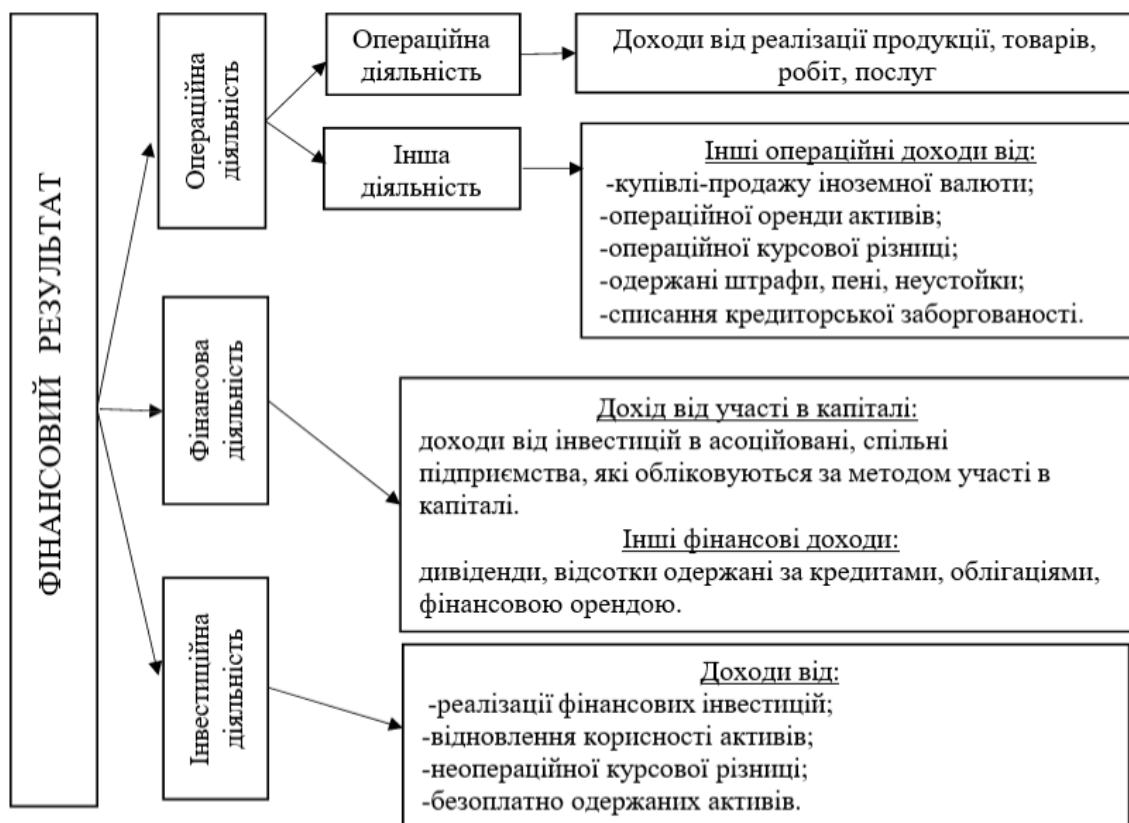 ФІНАНСОВИЙ РЕЗУЛЬТАТ
Операційна
діяльність
Операційна
діяльність
Доходи від реалізації продукції, товарів,
робіт, послуг
Інша
діяльність
Інші операційні доходи від:
-купівлі-продажу іноземної валюти;
-операційної оренди активів;
-операційної курсової різниці;
-одержані штрафи, пені, неустойки;
-списання кредиторської заборгованості.
Фінансова
діяльність
Дохід від участі в капіталі:
доходи від інвестицій в асоційовані, спільні
підприємства, які обліковуються за методом участі в
капіталі.
Інші фінансові доходи:
дивіденди, відсотки одержані за кредитами, облігаціями,
фінансовою орендою.
Інвестиційна
діяльність
Доходи від:
-реалізації фінансових інвестицій;
-відновлення корисності активів;
-неопераційної курсової різниці;
-безоплатно одержаних активів.